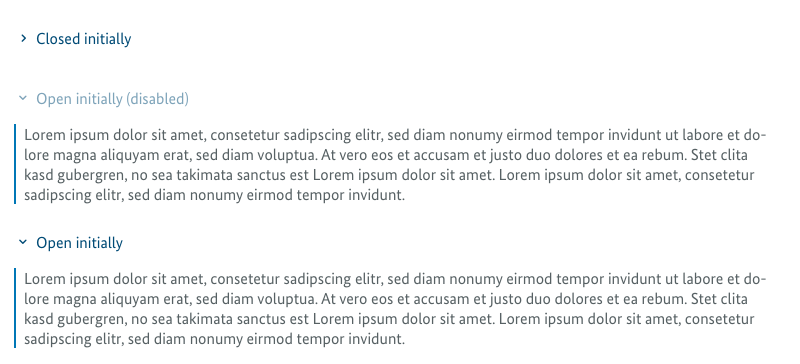 Closed initially
Open initially (disabled)
Lorem ipsum dolor sit amet, consetetur sadipscing elitr, sed diam nonumy eirmod tempor invidunt ut labore et do-
lore magna aliquyam erat, sed diam voluptua. At vero eos et accusam et justo duo dolores et ea rebum. Stet clita
kasd gubergren, no sea takimata sanctus est Lorem ipsum dolor sit amet. Lorem ipsum dolor sit amet, consetetur
sadipscing elitr, sed diam nonumy eirmod tempor invidunt.
Open initially
Lorem ipsum dolor sit amet, consetetur sadipscing elitr, sed diam nonumy eirmod tempor invidunt ut labore et do-
lore magna aliquyam erat, sed diam voluptua. At vero eos et accusam et justo duo dolores et ea rebum. Stet clita
kasd gubergren, no sea takimata sanctus est Lorem ipsum dolor sit amet. Lorem ipsum dolor sit amet, consetetur
sadipscing elitr, sed diam nonumy eirmod tempor invidunt.